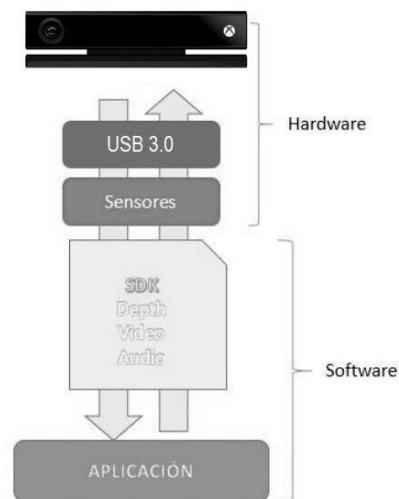 USB 3.0
Hardware
Sensores
SDK
Depth
Video
Audio
Software
APLICACIÓN